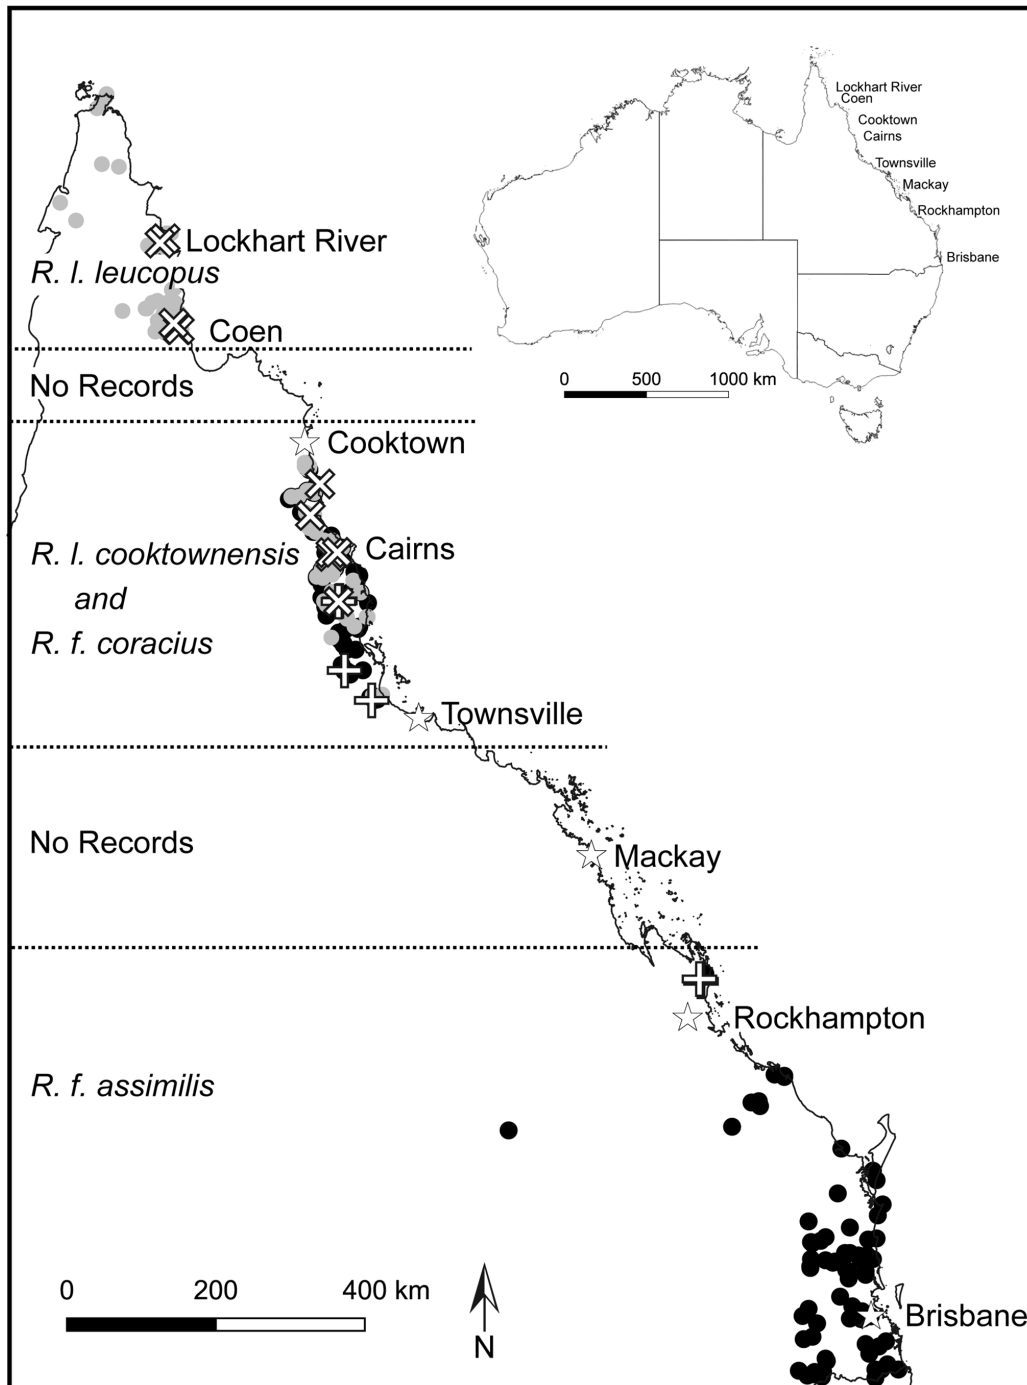 Lockhart River
Coen
Cooktown
Cairns
Townsville
Mackay
Rockhampton
Brisbane
0 500 1000 km
Lockhart River
R. l. leucopus
Coen
No Records
Cooktown
R. l. cooktownensis
Cairns
and
R. f. coracius
Townsville
No Records
Mackay
Rockhampton
R. f. assimilis
0 200 400 km
N
Brisbane